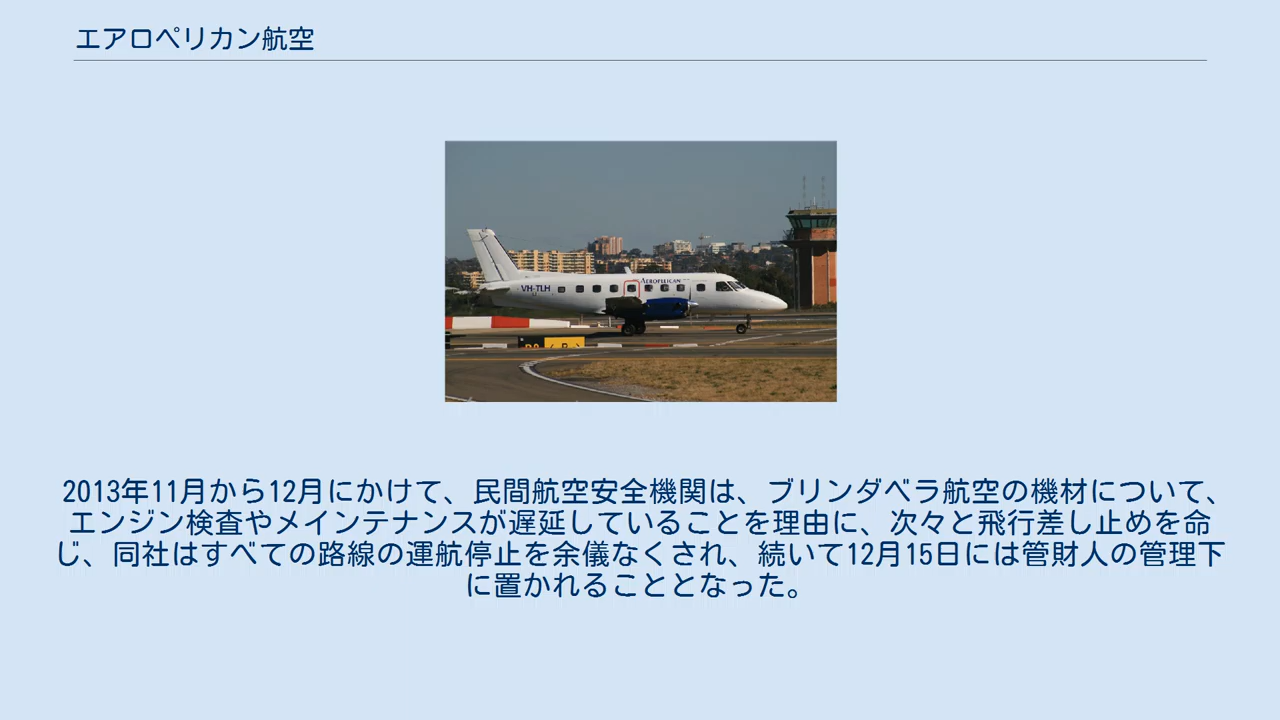 エアロペリカン航空
AEROPELICAN
VH-TLH
2013年11月から12月にかけて、民間航空安全機関は、ブリンダベラ航空の機材について、
エンジン検査やメインテナンスが遅延していることを理由に、次々と飛行差し止めを命
じ、同社はすべての路線の運航停止を余儀なくされ、続いて12月15日には管財人の管理下
に置かれることとなった。